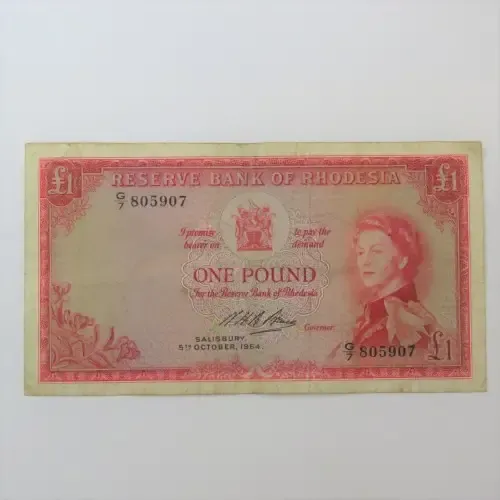 £1 RESERVE BANK OF RHODESIA £1
G/7 805907
I promise to pay the
bearer on demand
ONE POUND
For the Reserve Bank of Rhodesia
Governor.
SALISBURY,
5TH OCTOBER, 1964.
G/7 805907 £1